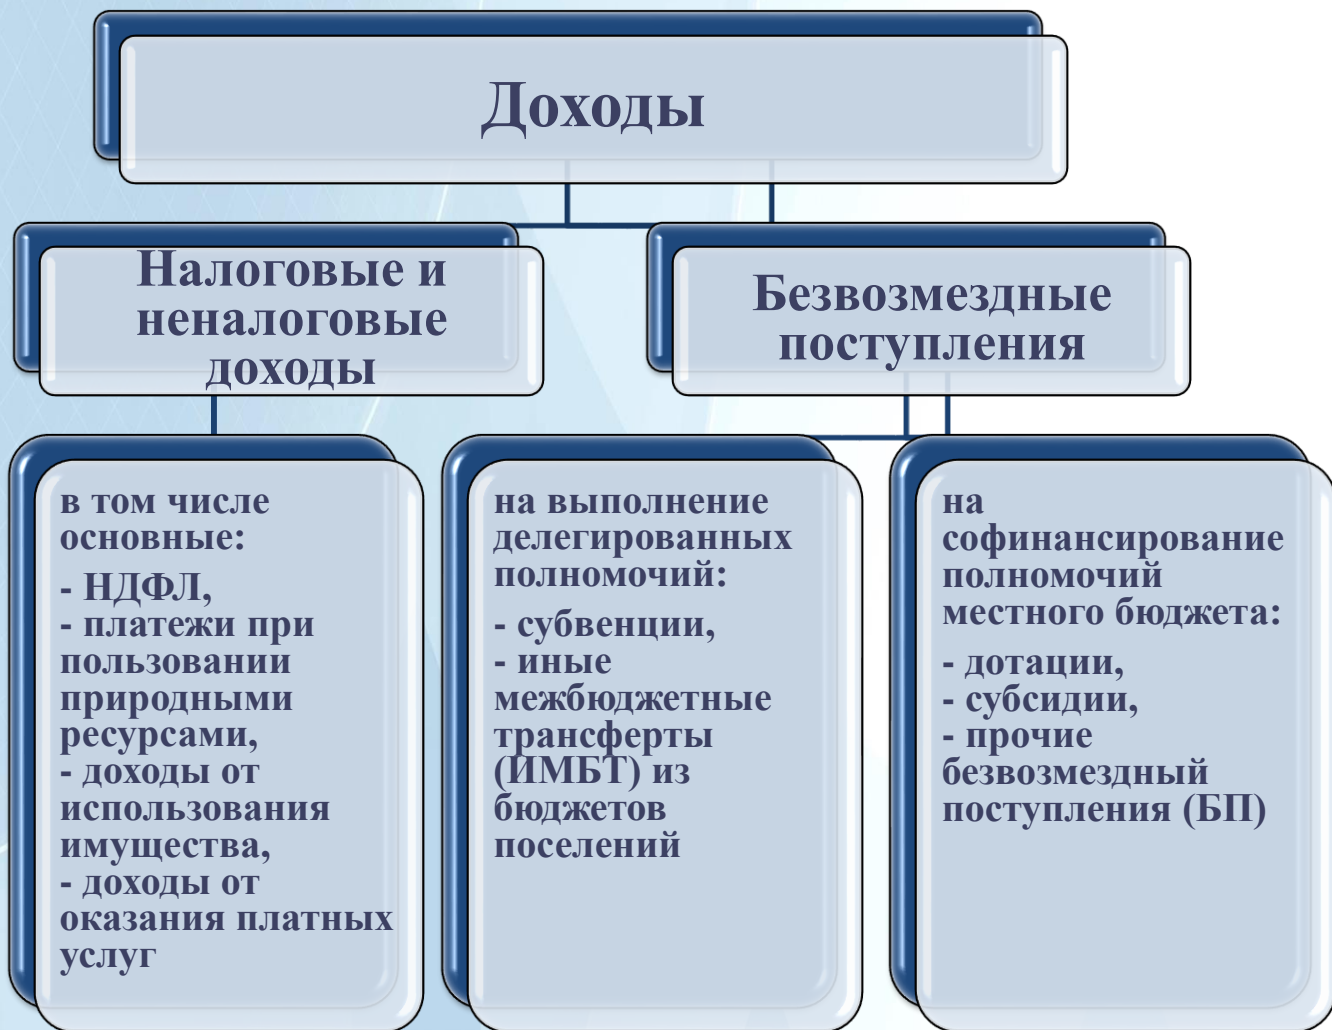 Доходы
Налоговые и
неналоговые
доходы
Безвозмездные
поступления
в том числе
основные:
- НДФЛ,
- платежи при
пользовании
природными
ресурсами,
- доходы от
использования
имущества,
- доходы от
оказания платных
услуг
на выполнение
делегированных
полномочий:
- субвенции,
- иные
межбюджетные
трансферты
(ИМБТ) из
бюджетов
поселений
на
софинансирование
полномочий
местного бюджета:
- дотации,
- субсидии,
- прочие
безвозмездный
поступления (БП)